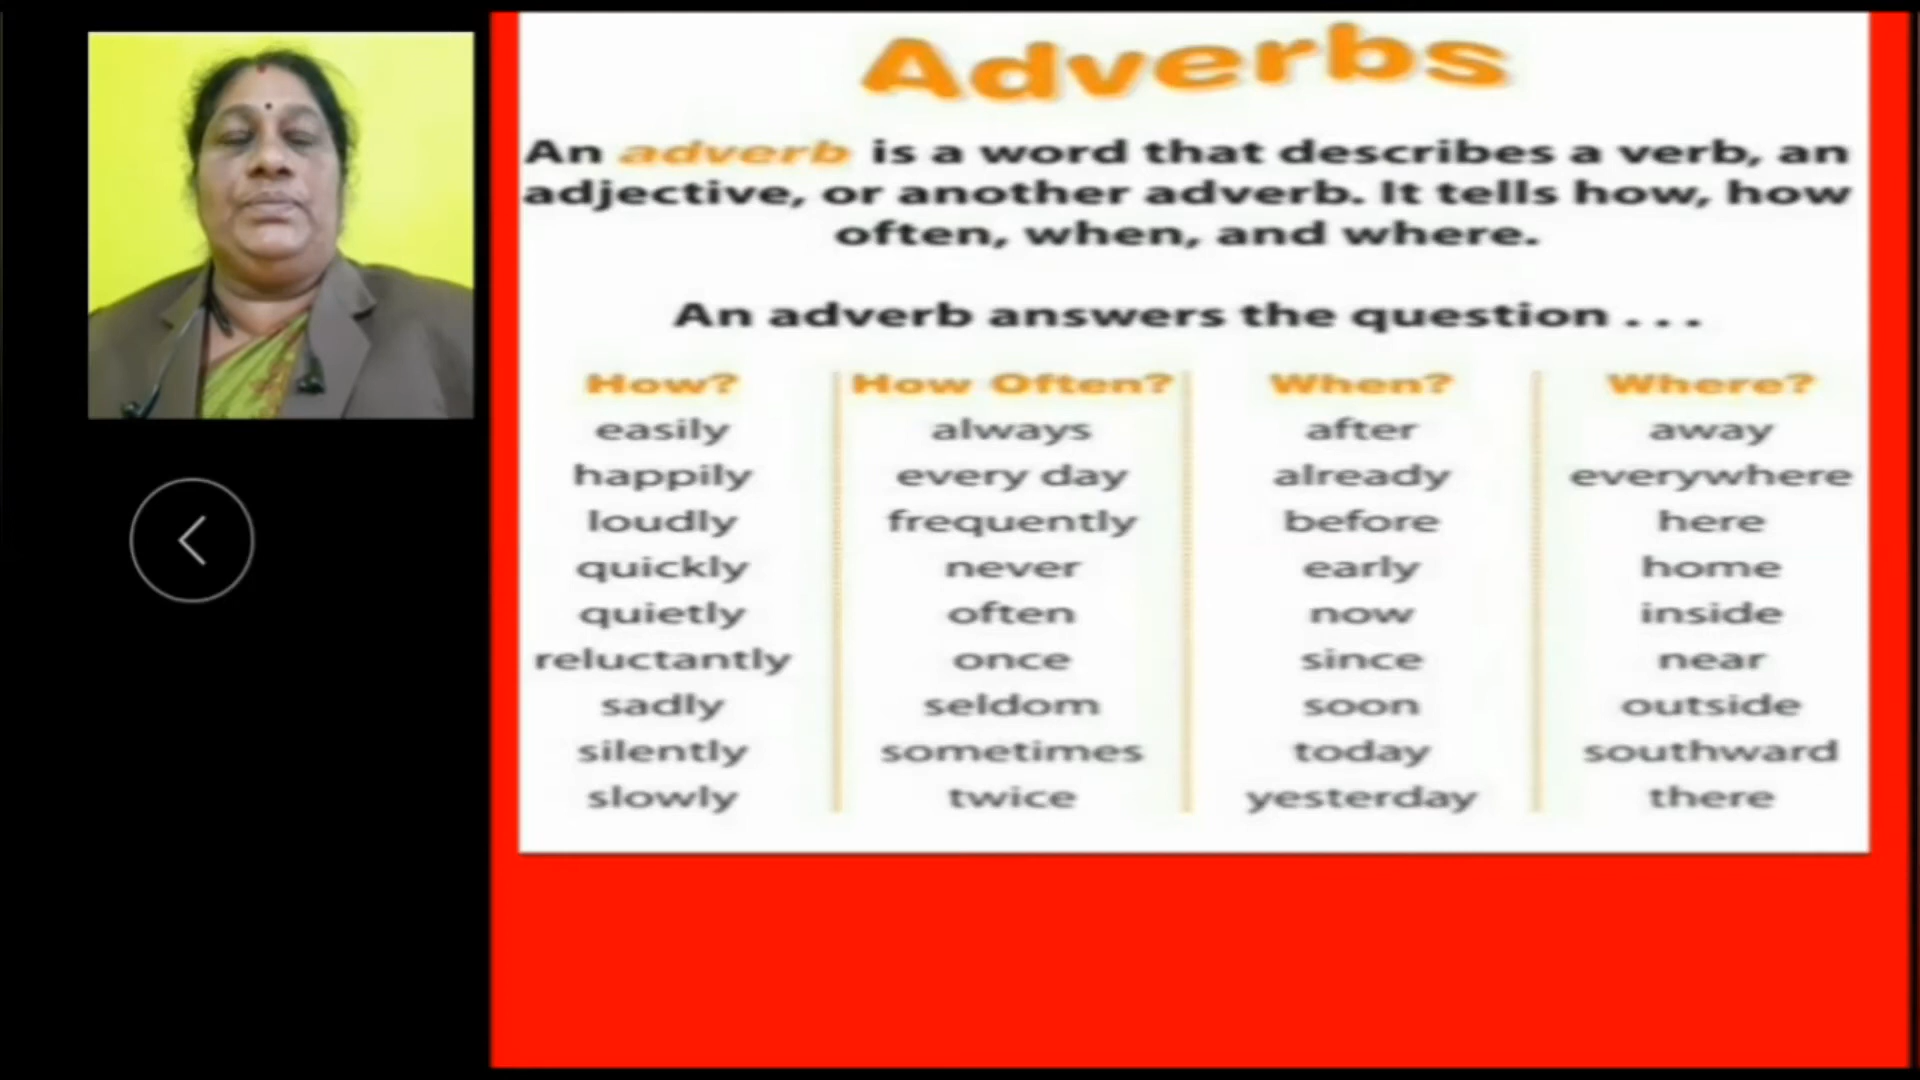 Adverbs
An adverb is a word that describes a verb, an
adjective, or another adverb. It tells how, how
often, when, and where.
An adverb answers the question . . .
How? How Often? When? Where?
easily always after away
happily every day already everywhere
loudly frequently before here
quickly never early home
quietly often now inside
reluctantly once since near
sadly seldom soon outside
silently sometimes today southward
slowly twice yesterday there